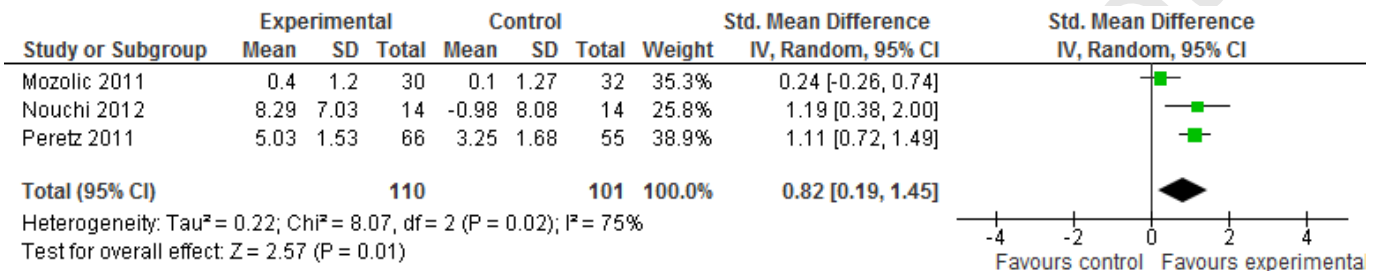 Experimental Control Std. Mean Difference Std. Mean Difference
Study or Subgroup Mean SD Total Mean SD Total Weight IV, Random, 95% CI IV, Random, 95% CI
Mozolic 2011 0.4 1.2 30 0.1 1.27 32 35.3% 0.24 [-0.26, 0.74]
Nouchi 2012 8.29 7.03 14 -0.98 8.08 14 25.8% 1.19 [0.38, 2.00]
Peretz 2011 5.03 1.53 66 3.25 1.68 55 38.9% 1.11 [0.72, 1.49]
Total (95% CI) 110 101 100.0% 0.82 [0.19, 1.45]
Heterogeneity: Tau² = 0.22; Chi² = 8.07, df = 2 (P = 0.02); I² = 75%
Test for overall effect: Z = 2.57 (P = 0.01)
-4 -2 0 2 4
Favours control Favours experimental